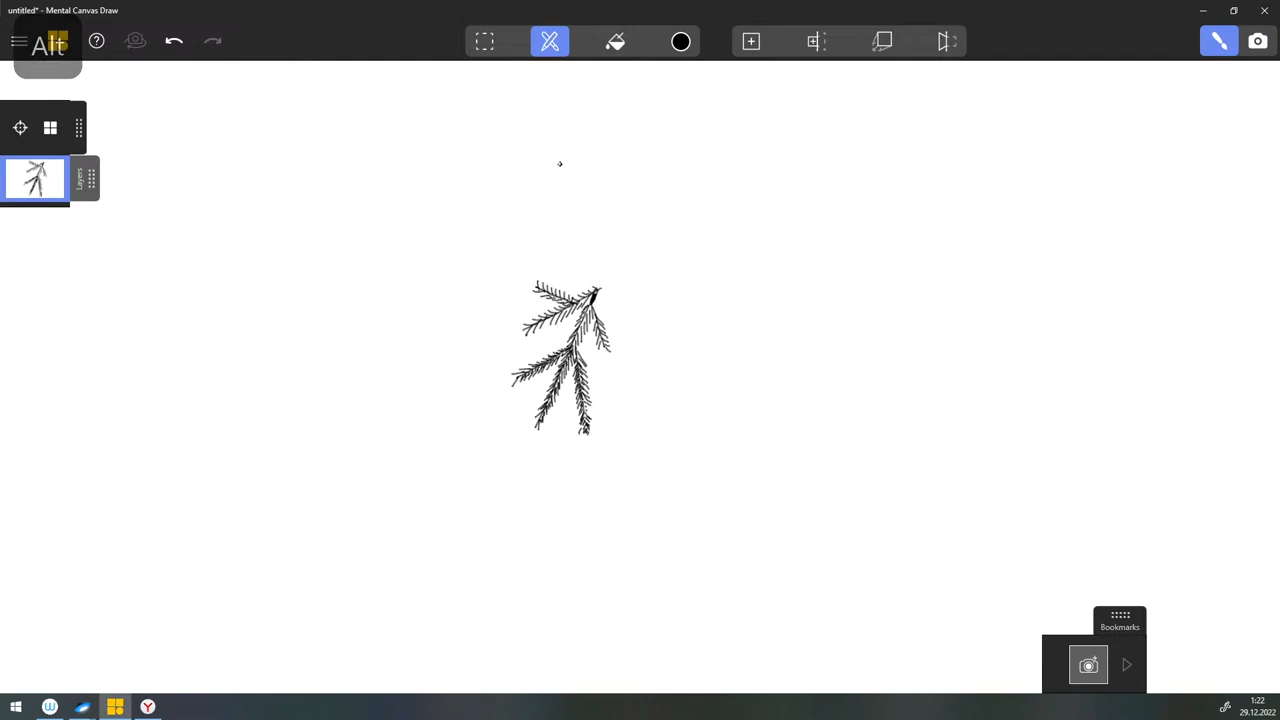 untitled* - Mental Canvas Draw
Alt
Layers
Bookmarks
1:22
29.12.2022